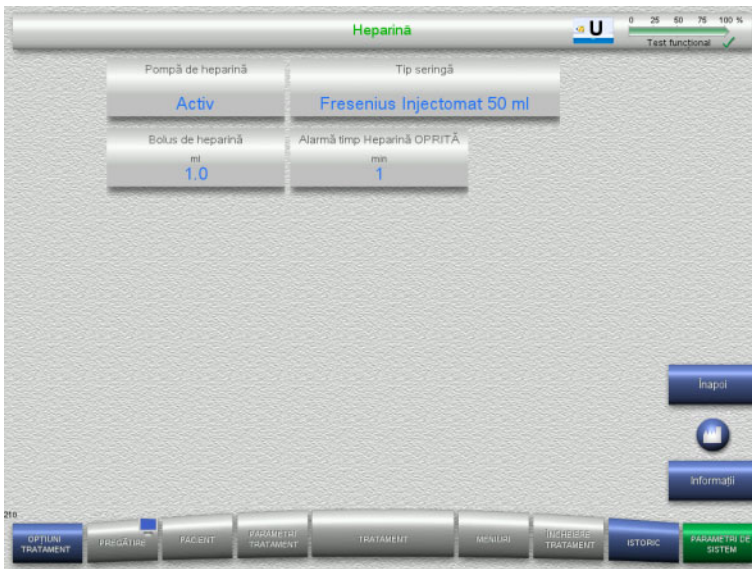 Heparină
U
0 25 50 75 100 %
Test funcțional
Pompă de heparină
Activ
Tip seringă
Fresenius Injectomat 50 ml
Bolus de heparină
ml
1.0
Alarmă timp Heparină OPRITĂ
min
1
Înapoi
Informații
210
OPȚIUNI
TRATAMENT
PREGĂTIRE
PACIENT
PARAMETRI
TRATAMENT
TRATAMENT
MENIURI
ÎNCHEIERE
TRATAMENT
ISTORIC
PARAMETRI DE
SISTEM